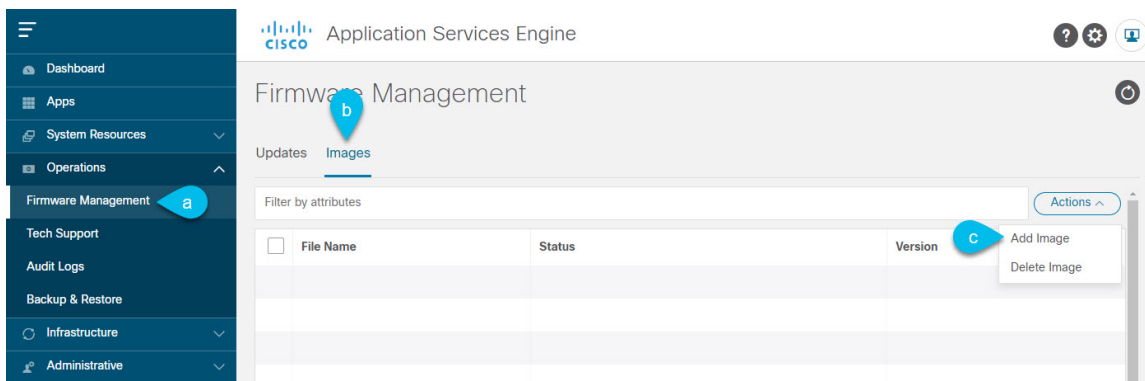 CISCO Application Services Engine
?
Dashboard
Apps
System Resources
Operations
Firmware Management
a
Tech Support
Audit Logs
Backup & Restore
Infrastructure
Administrative
Firmware Management
b
Updates Images
Filter by attributes
Actions
File Name Status Version
c
Add Image
Delete Image